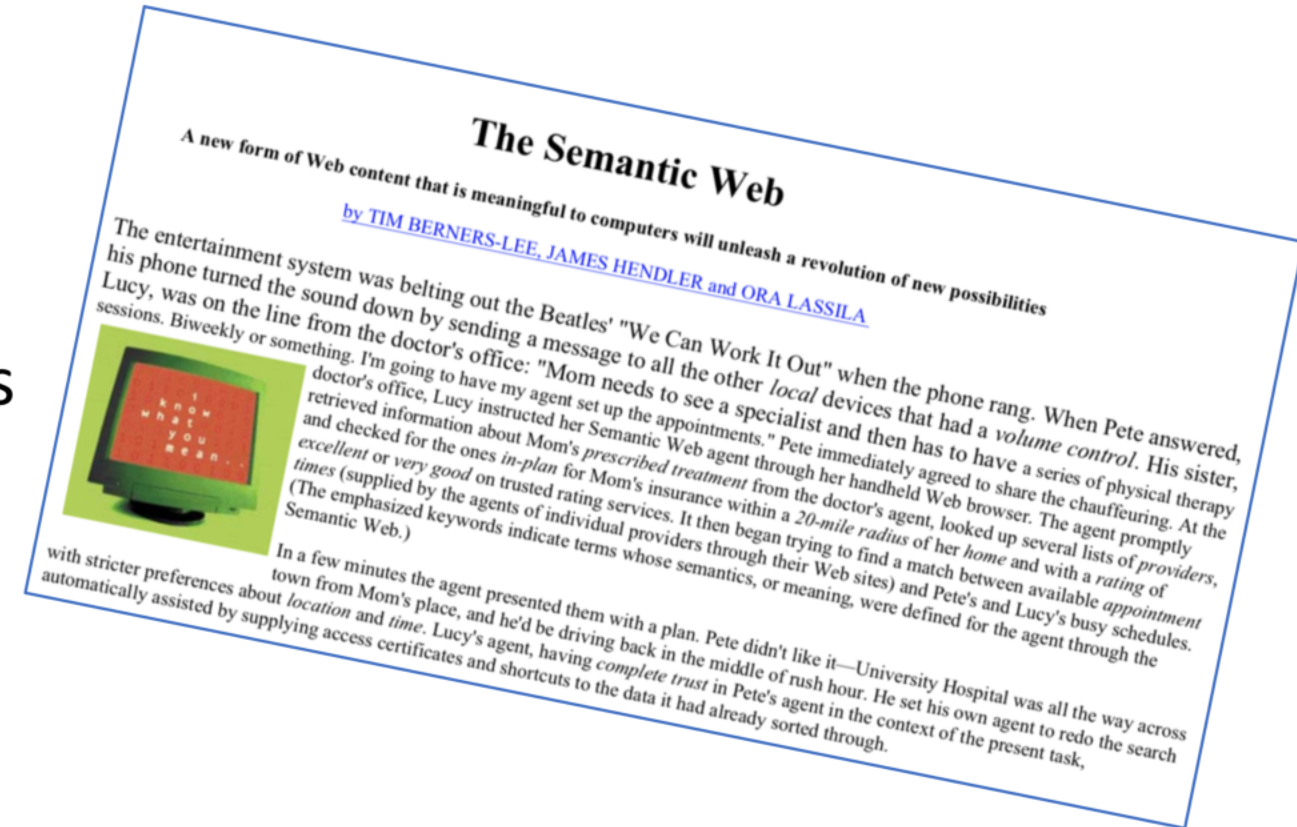 The Semantic Web
A new form of Web content that is meaningful to computers will unleash a revolution of new possibilities
by TIM BERNERS-LEE, JAMES HENDLER and ORA LASSILA
The entertainment system was belting out the Beatles' "We Can Work It Out" when the phone rang. When Pete answered,
his phone turned the sound down by sending a message to all the other local devices that had a volume control. His sister,
Lucy, was on the line from the doctor's office: "Mom needs to see a specialist and then has to have a series of physical therapy
sessions. Biweekly or something. I'm going to have my agent set up the appointments." Pete immediately agreed to share the chauffeuring. At the
doctor's office, Lucy instructed her Semantic Web agent through her handheld Web browser. The agent promptly
retrieved information about Mom's prescribed treatment from the doctor's agent, looked up several lists of providers,
and checked for the ones in-plan for Mom's insurance within a 20-mile radius of her home and with a rating of
excellent or very good on trusted rating services. It then began trying to find a match between available appointment
times (supplied by the agents of individual providers through their Web sites) and Pete's and Lucy's busy schedules.
(The emphasized keywords indicate terms whose semantics, or meaning, were defined for the agent through the
Semantic Web.)
s
i
know
what
you
mean..
In a few minutes the agent presented them with a plan. Pete didn't like it—University Hospital was all the way across
town from Mom's place, and he'd be driving back in the middle of rush hour. He set his own agent to redo the search
with stricter preferences about location and time. Lucy's agent, having complete trust in Pete's agent in the context of the present task,
automatically assisted by supplying access certificates and shortcuts to the data it had already sorted through.